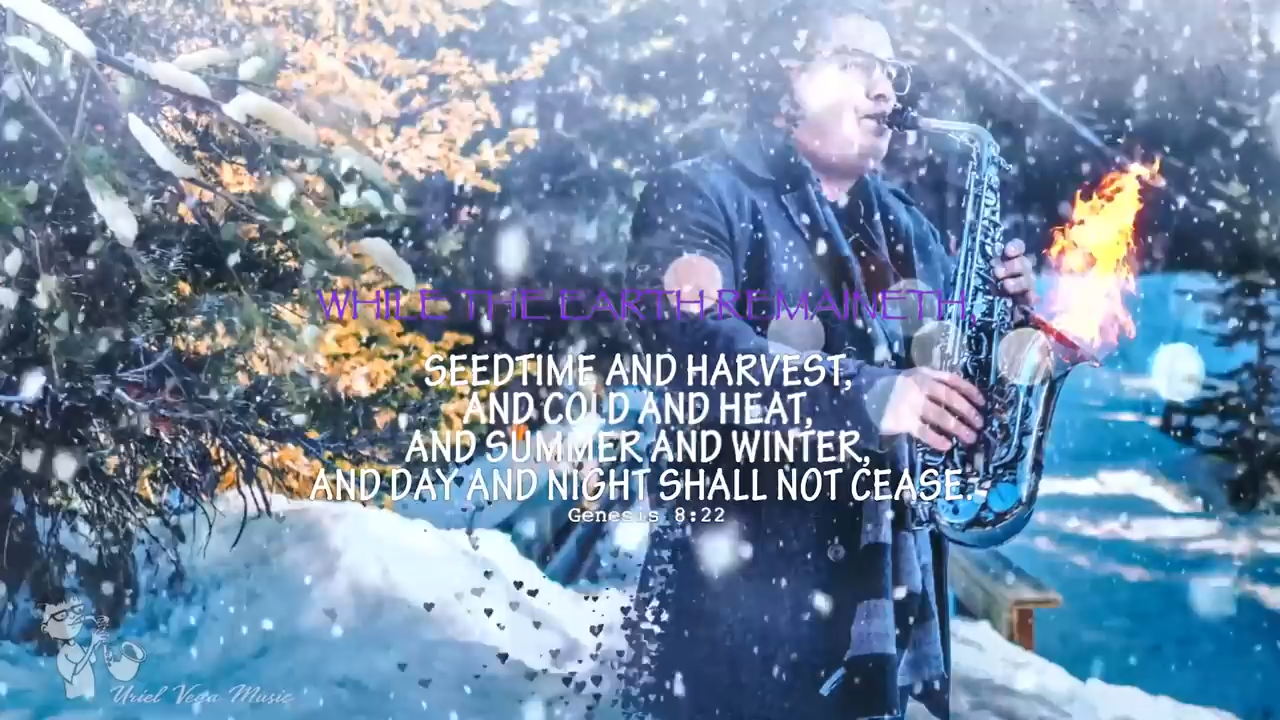 WHILE THE EARTH REMAINETH,
SEEDTIME AND HARVEST,
AND COLD AND HEAT,
AND SUMMER AND WINTER,
AND DAY AND NIGHT SHALL NOT CEASE.
Genesis 8:22
Uriel Vega Music